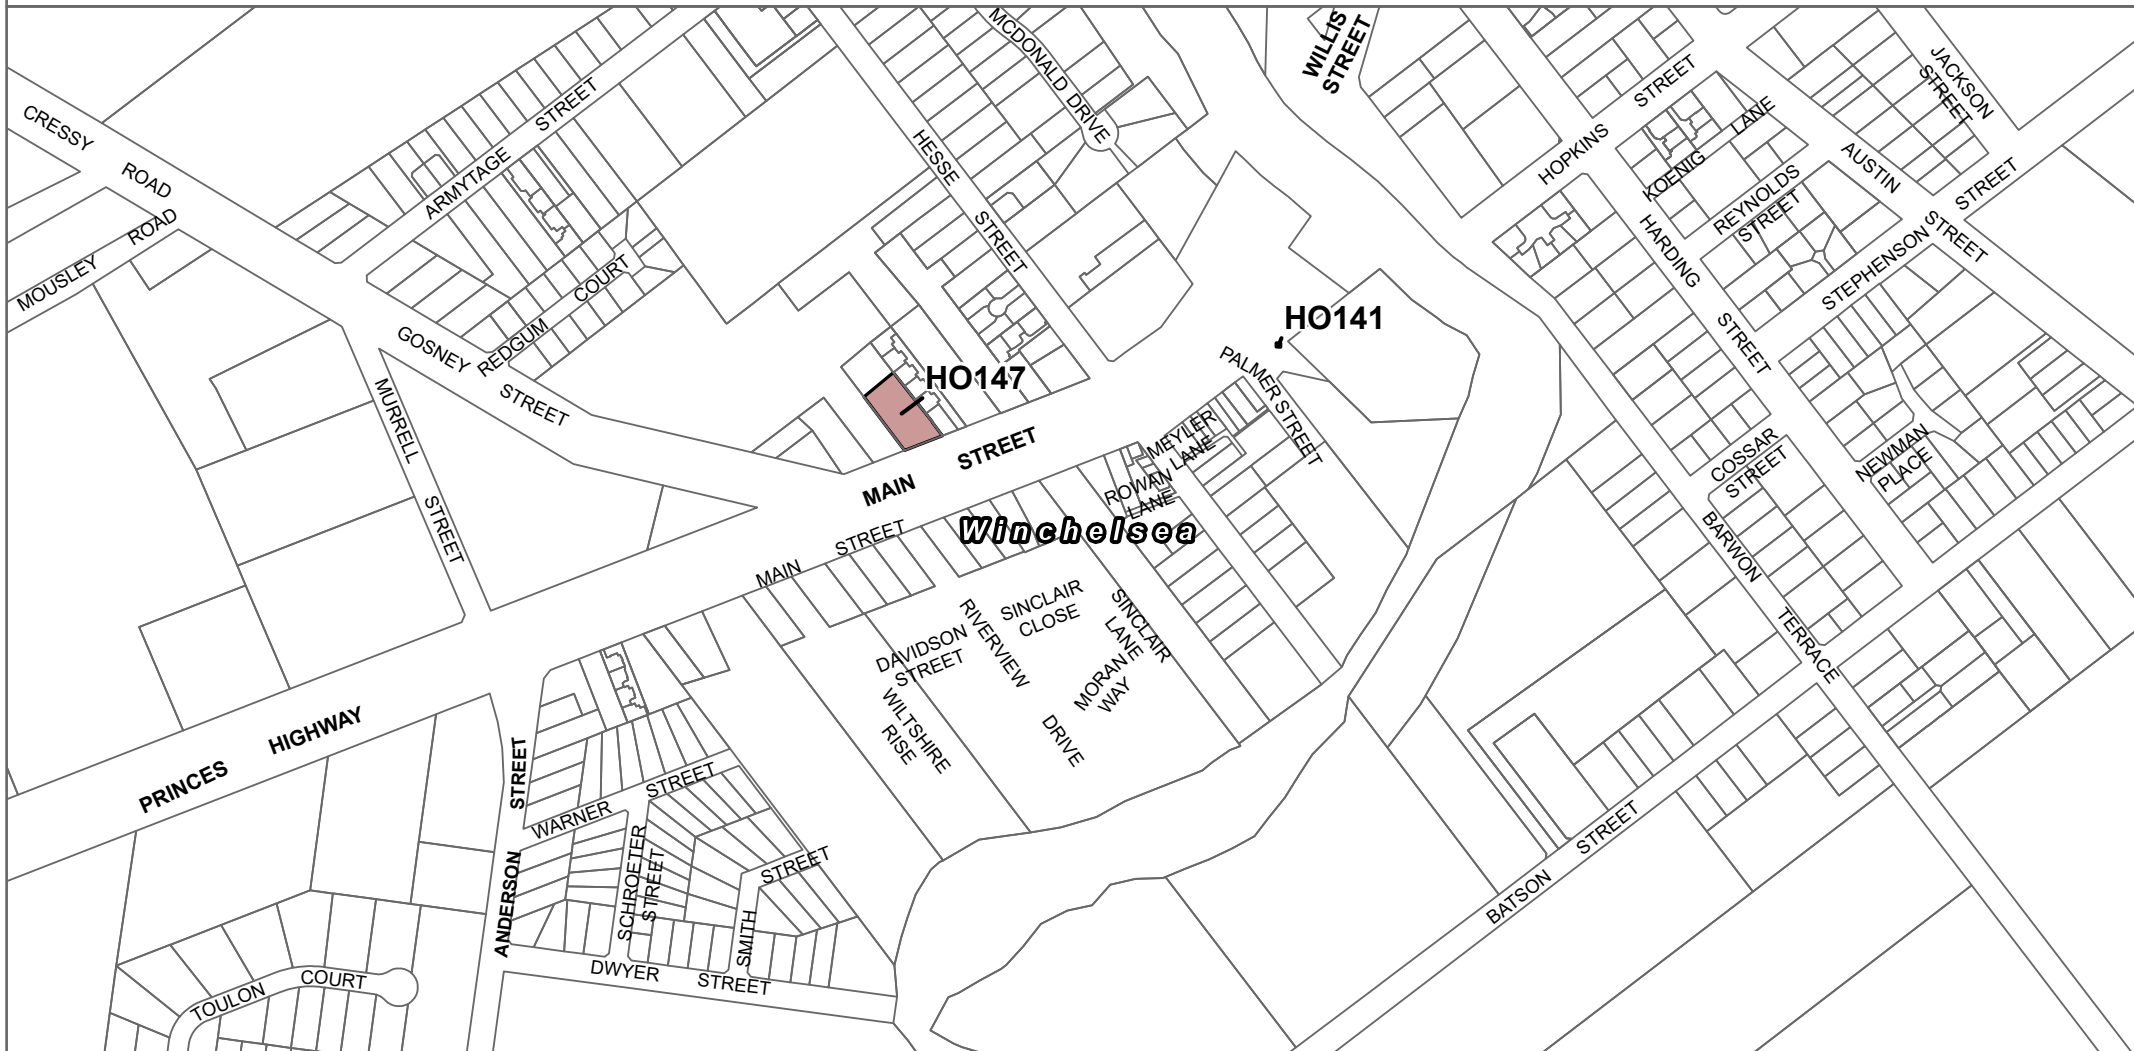 MCDONALD DRIVE
WILLIS
STREET
JACKSON
STREET
CRESSY
ROAD
ARMYTAGE
STREET
HESSE
STREET
HOPKINS
STREET
KOENIG
LANE
AUSTIN
STREET
REYNOLDS
STREET
STEPHENSON
STREET
MOUSLEY
ROAD
REDGUM
COURT
HARDING
STREET
GOSNEY
STREET
HO141
HO147
PALMER STREET
MURRELL
STREET
MAIN
STREET
MEYLER
LANE
ROWAN
LANE
COSSAR
STREET
NEWMAN
PLACE
Winchelsea
MAIN
STREET
BARWON
TERRACE
SINCLAIR
CLOSE
SINCLAIR
LANE
RIVERVIEW
DRIVE
DAVIDSON
STREET
MORAN
WAY
WILTSHIRE
RISE
PRINCES
HIGHWAY
ANDERSON
STREET
WARNER
STREET
SCHROETER
STREET
SMITH
STREET
BATSON
STREET
DWYER
STREET
TOULON
COURT